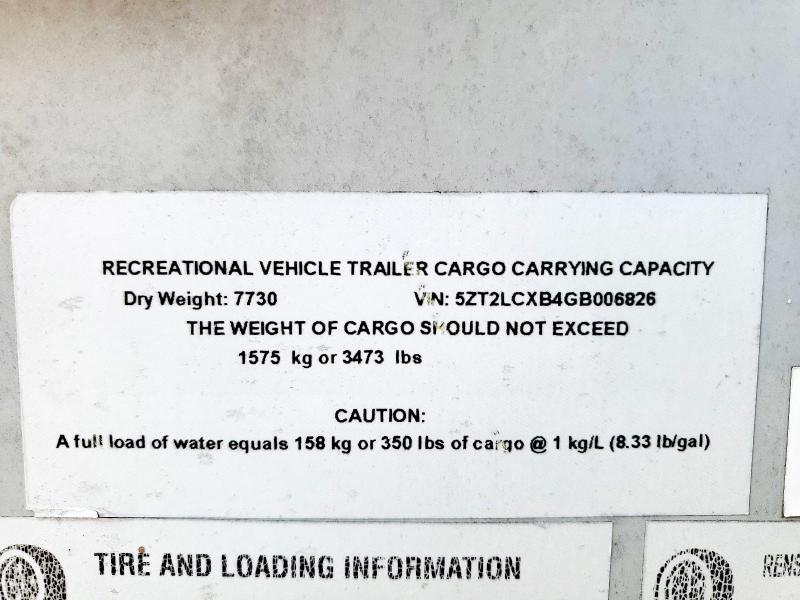 RECREATIONAL VEHICLE TRAILER CARGO CARRYING CAPACITY
Dry Weight: 7730 VIN: 5ZT2LCXB4GB006826
THE WEIGHT OF CARGO SHOULD NOT EXCEED
1575 kg or 3473 lbs
CAUTION:
A full load of water equals 158 kg or 350 lbs of cargo @ 1 kg/L (8.33 lb/gal)
TIRE AND LOADING INFORMATION